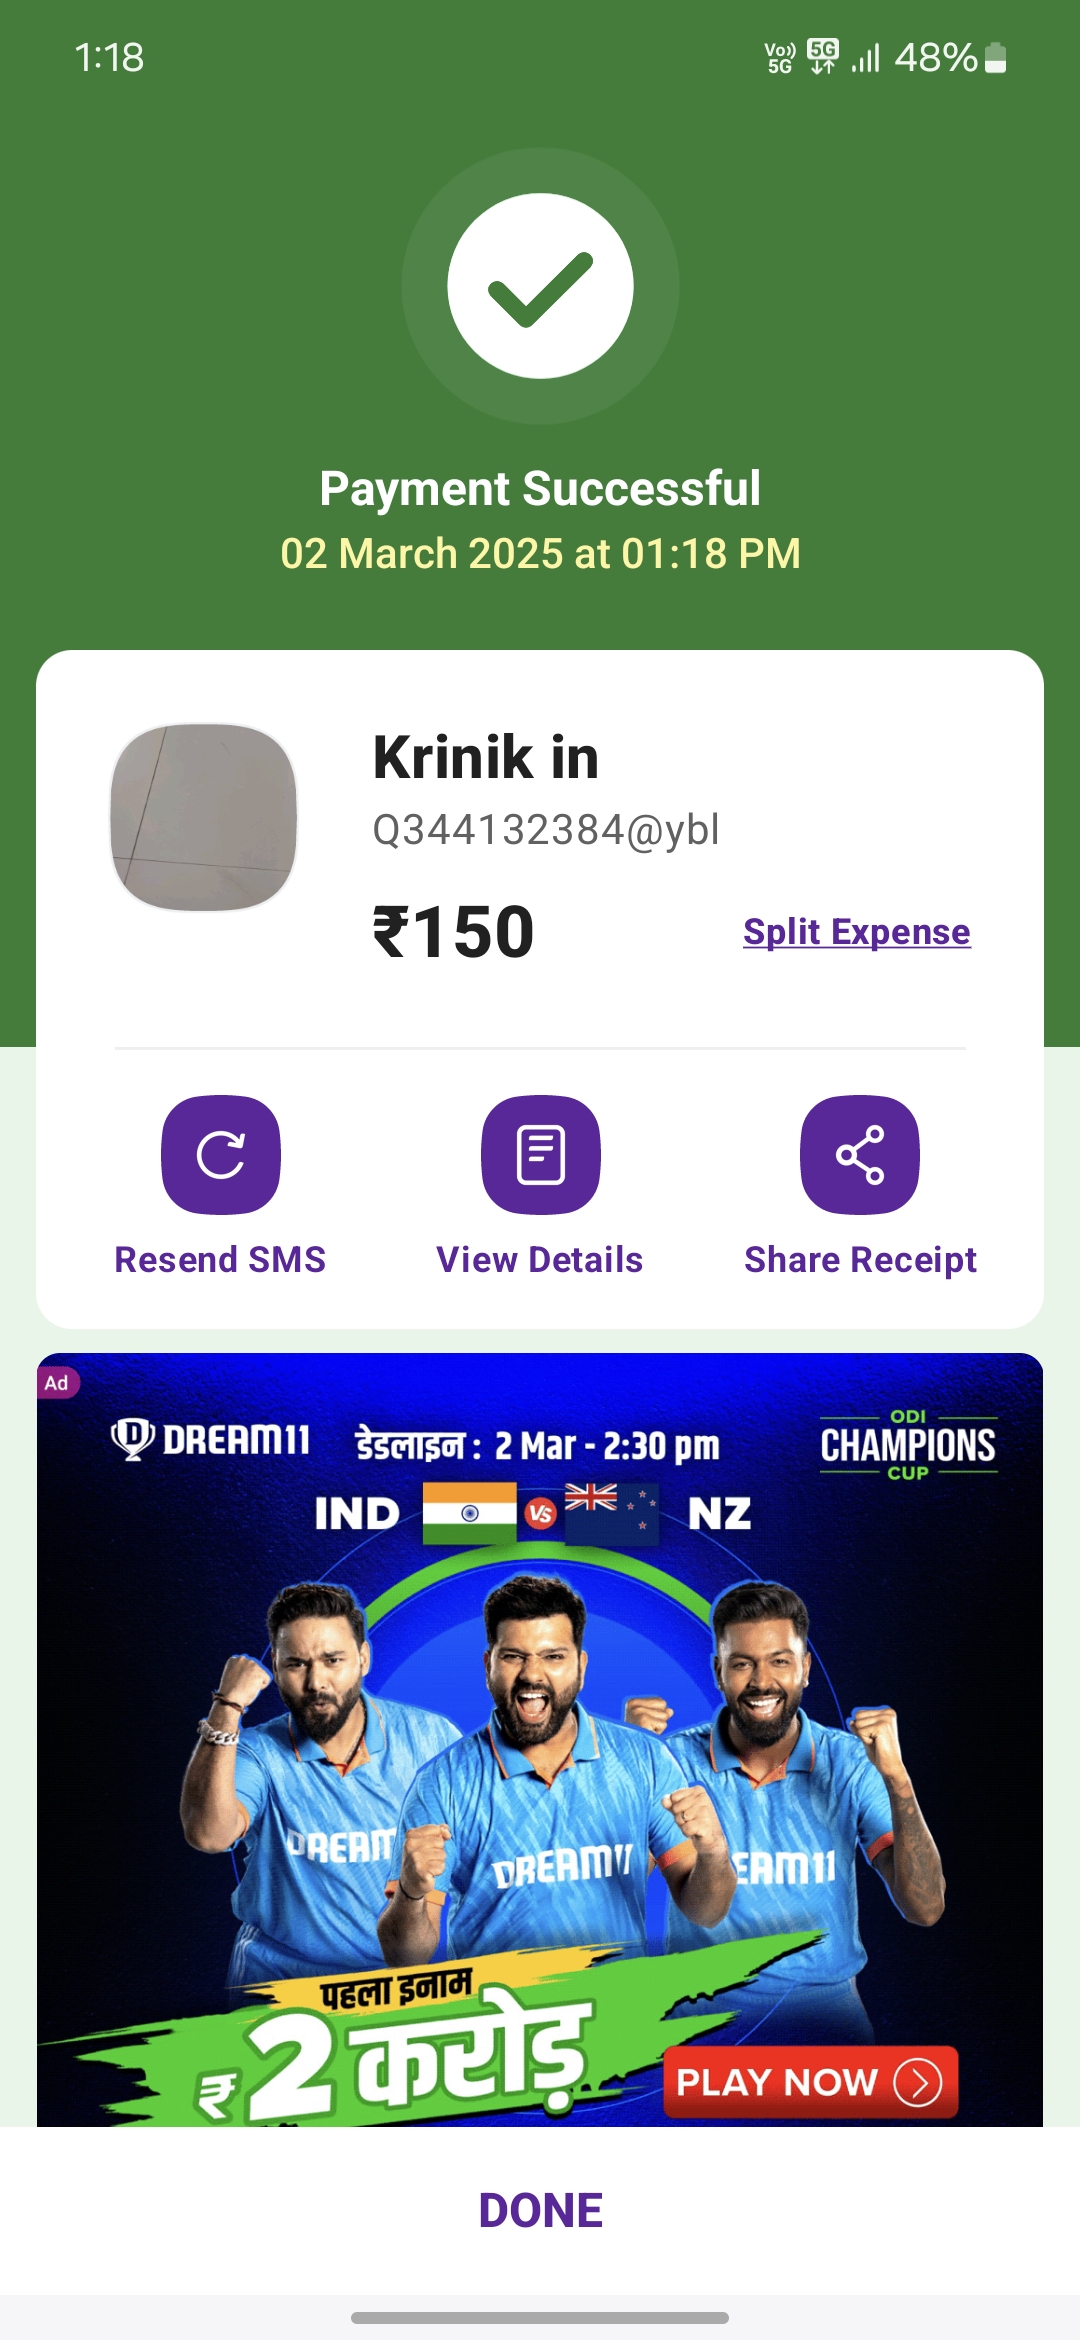 1:18
Vo)) 5G 5G 48%
Payment Successful
02 March 2025 at 01:18 PM
Krinik in
Q344132384@ybl
₹150
Split Expense
Resend SMS
View Details
Share Receipt
Ad
DREAM11
डेडलाइन : 2 Mar - 2:30 pm
ODI
CHAMPIONS
CUP
IND VS NZ
DREAM
DREAM11
EAM11
पहला इनाम
₹2 करोड़
PLAY NOW
DONE